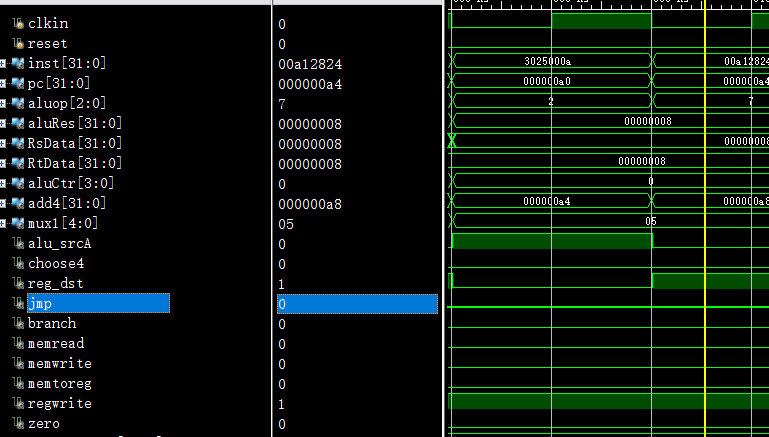 clkin 0
reset 0
inst[31:0] 00a12824 3025000a 00a12824
pc[31:0] 000000a4 000000a0 000000a4
aluop[2:0] 7 2 7
aluRes[31:0] 00000008 00000008
RsData[31:0] 00000008 00000008
RtData[31:0] 00000008 00000008
aluCtr[3:0] 0 0
add4[31:0] 000000a8 000000a4 000000a8
mux1[4:0] 05 05
alu_srcA 0
choose4 0
reg_dst 1
jmp 0
branch 0
memread 0
memwrite 0
memtoreg 0
regwrite 1
zero 0